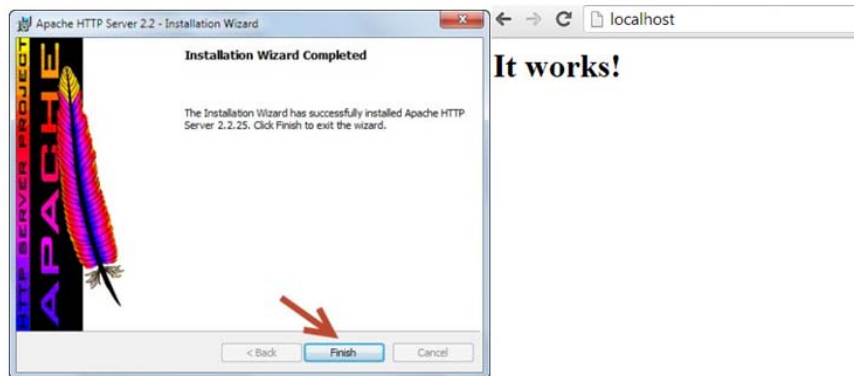 Apache HTTP Server 2.2 - Installation Wizard
HTTP SERVER PROJECT
APACHE
Installation Wizard Completed
The Installation Wizard has successfully installed Apache HTTP
Server 2.2.25. Click Finish to exit the wizard.
< Back
Finish
Cancel
localhost
It works!